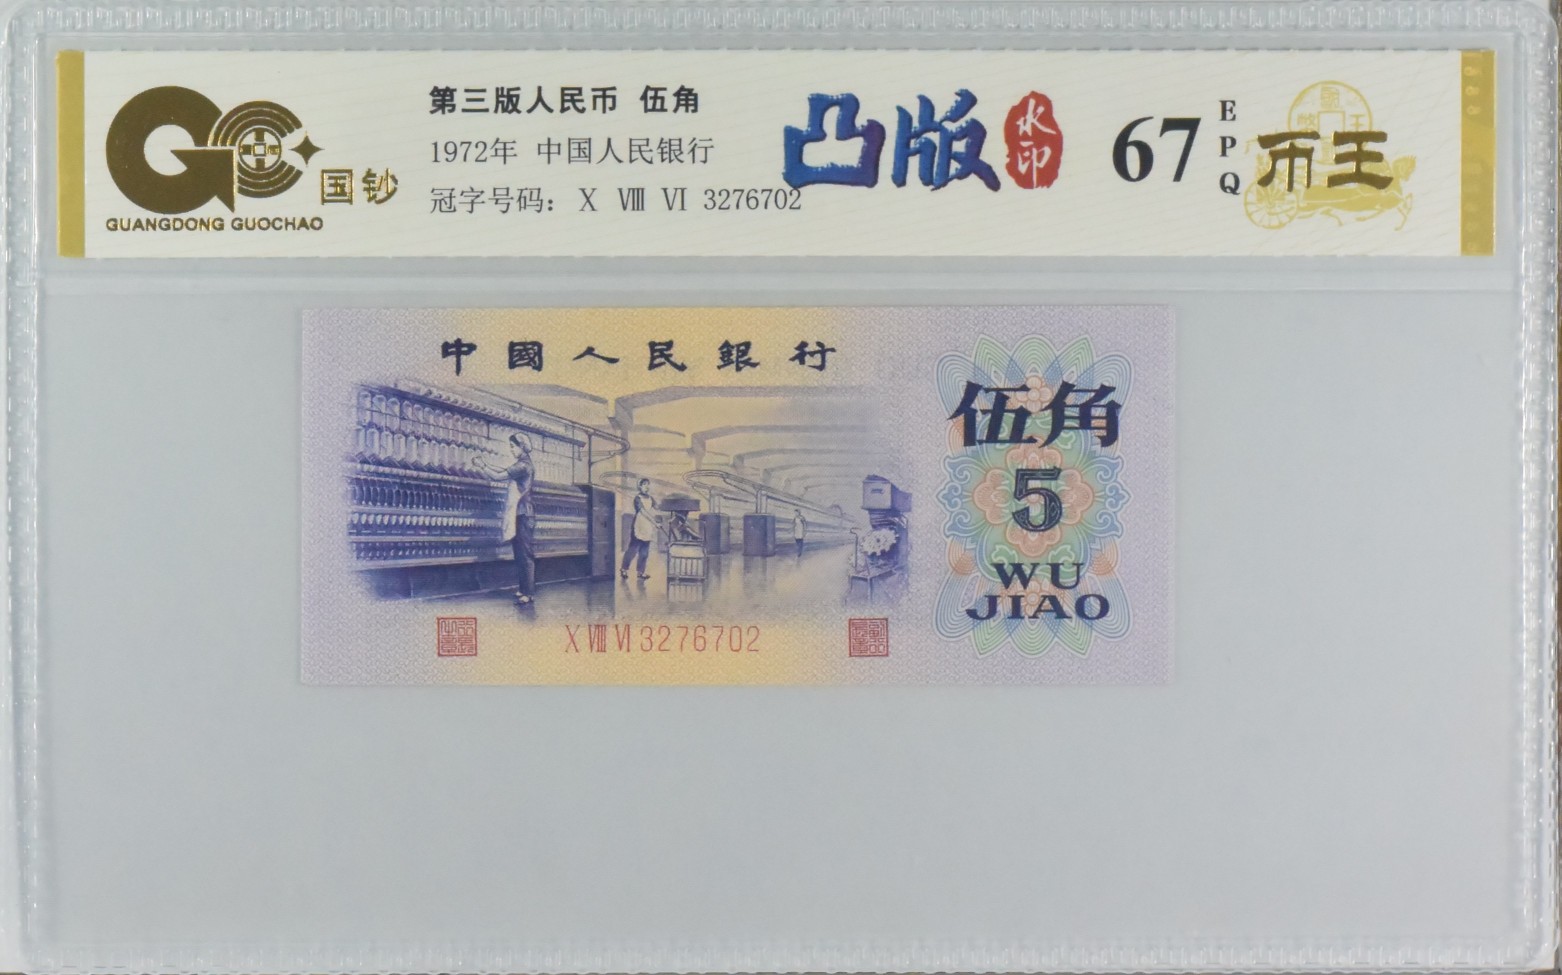 GUANGDONG GUOCHAO
国钞
第三版人民币 伍角
1972年 中国人民银行
冠字号码：Ⅹ Ⅷ Ⅵ 3276702
凸版
水印
67
EPQ
币王
中國人民銀行
伍角
5
WU
JIAO
Ⅹ Ⅷ Ⅵ 3276702